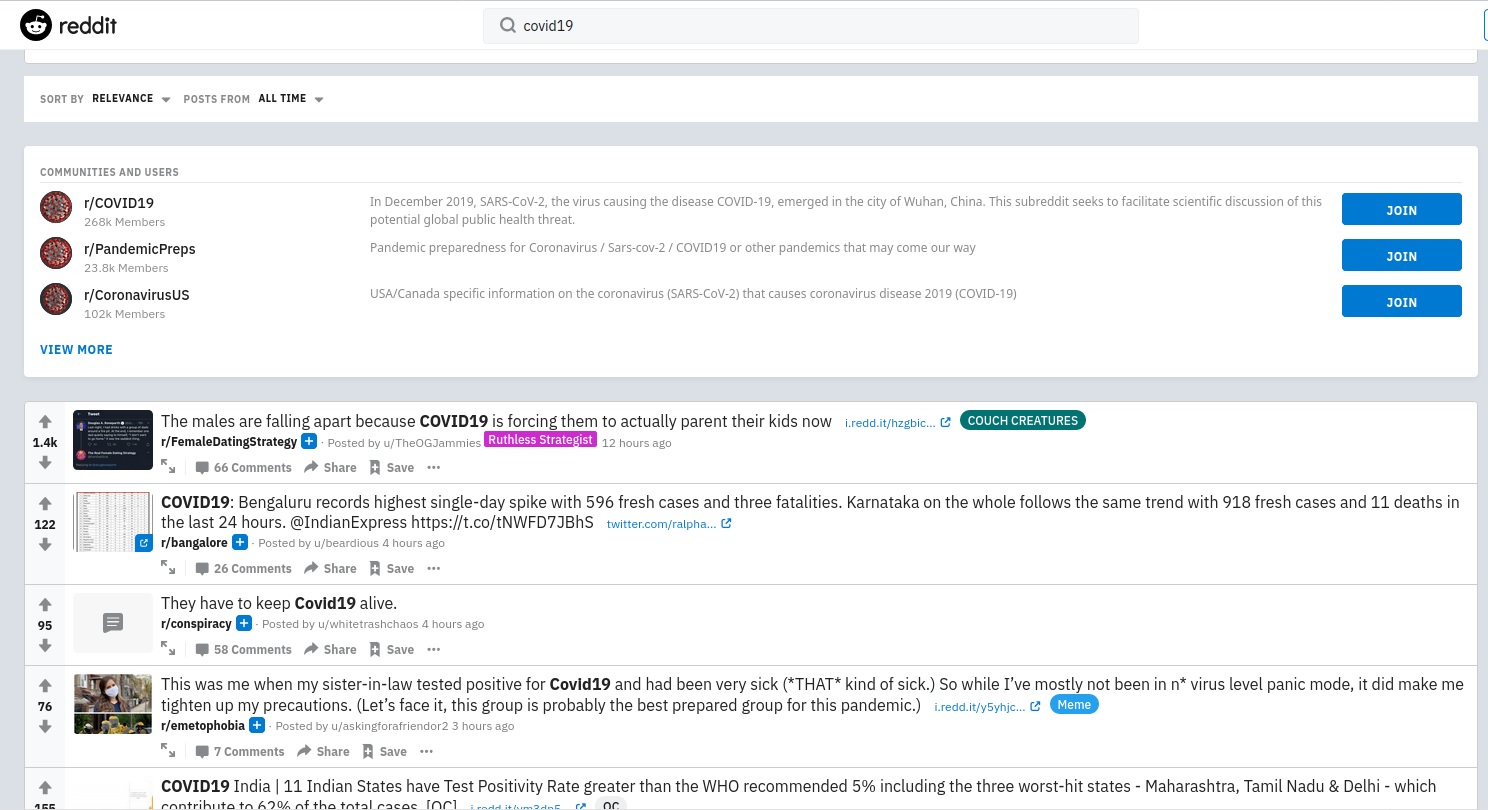 reddit
covid19
SORT BY RELEVANCE POSTS FROM ALL TIME
COMMUNITIES AND USERS
r/COVID19
268k Members
In December 2019, SARS-CoV-2, the virus causing the disease COVID-19, emerged in the city of Wuhan, China. This subreddit seeks to facilitate scientific discussion of this
potential global public health threat.
JOIN
r/PandemicPreps
23.8k Members
Pandemic preparedness for Coronavirus / Sars-cov-2 / COVID19 or other pandemics that may come our way
JOIN
r/CoronavirusUS
102k Members
USA/Canada specific information on the coronavirus (SARS-CoV-2) that causes coronavirus disease 2019 (COVID-19)
JOIN
VIEW MORE
1.4k
The males are falling apart because COVID19 is forcing them to actually parent their kids now i.redd.it/hzgbic... COUCH CREATURES
r/FemaleDatingStrategy · Posted by u/TheOGJammies Ruthless Strategist 12 hours ago
66 Comments Share Save
122
COVID19: Bengaluru records highest single-day spike with 596 fresh cases and three fatalities. Karnataka on the whole follows the same trend with 918 fresh cases and 11 deaths in
the last 24 hours. @IndianExpress https://t.co/tNWFD7JBhS twitter.com/ralpha...
r/bangalore · Posted by u/beardious 4 hours ago
26 Comments Share Save
95
They have to keep Covid19 alive.
r/conspiracy · Posted by u/whitetrashchaos 4 hours ago
58 Comments Share Save
76
This was me when my sister-in-law tested positive for Covid19 and had been very sick (*THAT* kind of sick.) So while I've mostly not been in n* virus level panic mode, it did make me
tighten up my precautions. (Let's face it, this group is probably the best prepared group for this pandemic.) i.redd.it/y5yhjc... Meme
r/emetophobia · Posted by u/askingforafriendor2 3 hours ago
7 Comments Share Save
155
COVID19 India | 11 Indian States have Test Positivity Rate greater than the WHO recommended 5% including the three worst-hit states - Maharashtra, Tamil Nadu & Delhi - which
contribute to 62% of the total cases. [OC] i.redd.it/vm3dn5... OC